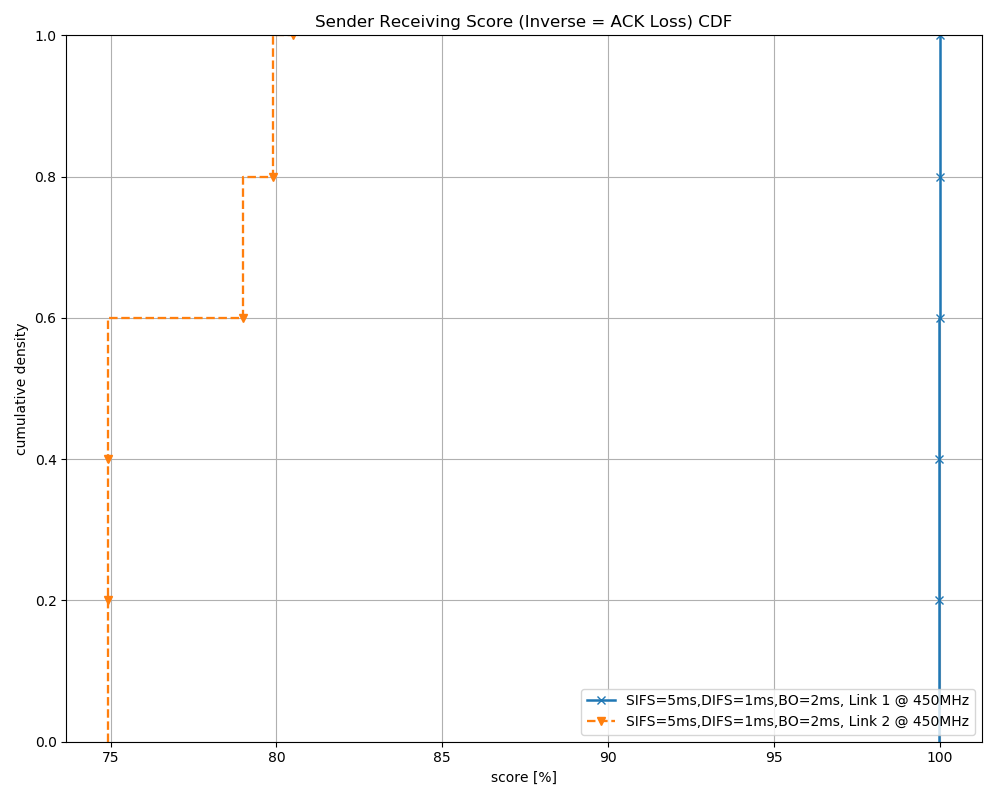 Sender Receiving Score (Inverse = ACK Loss) CDF
1.0
0.8
0.6
0.4
0.2
0.0
cumulative density
SIFS=5ms,DIFS=1ms,BO=2ms, Link 1 @ 450MHz
SIFS=5ms,DIFS=1ms,BO=2ms, Link 2 @ 450MHz
75 80 85 90 95 100
score [%]